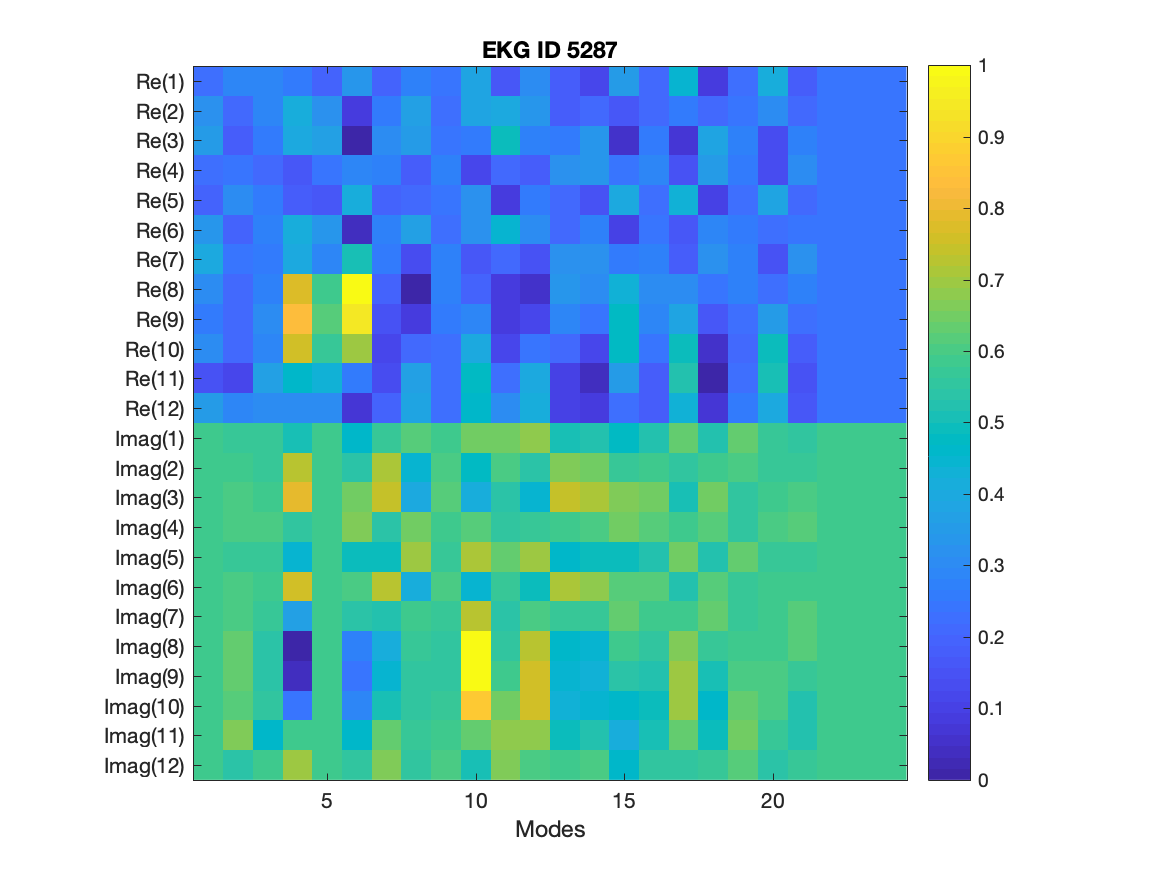 EKG ID 5287
Re(1)
Re(2)
Re(3)
Re(4)
Re(5)
Re(6)
Re(7)
Re(8)
Re(9)
Re(10)
Re(11)
Re(12)
Imag(1)
Imag(2)
Imag(3)
Imag(4)
Imag(5)
Imag(6)
Imag(7)
Imag(8)
Imag(9)
Imag(10)
Imag(11)
Imag(12)
5 10 15 20
Modes
1
0.9
0.8
0.7
0.6
0.5
0.4
0.3
0.2
0.1
0